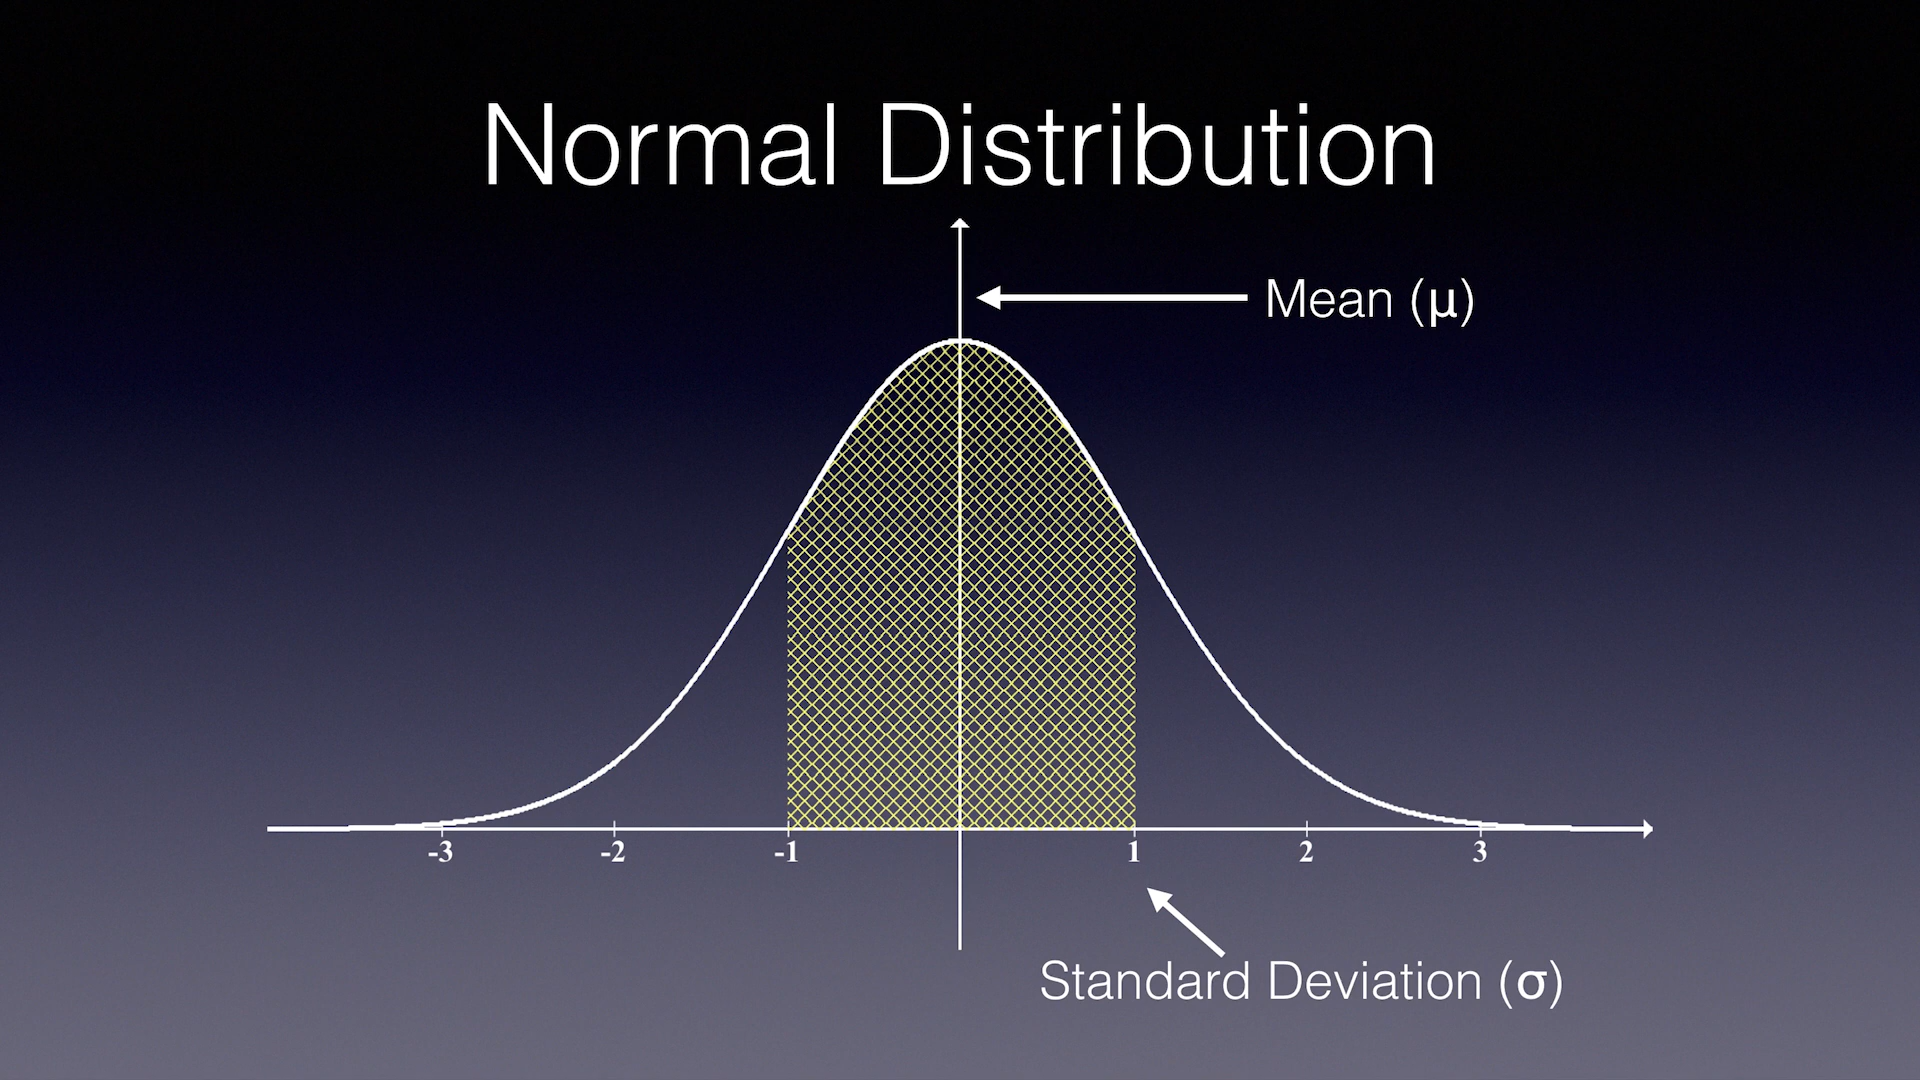 Normal Distribution
Mean (μ)
-3 -2 -1 1 2 3
Standard Deviation (σ)